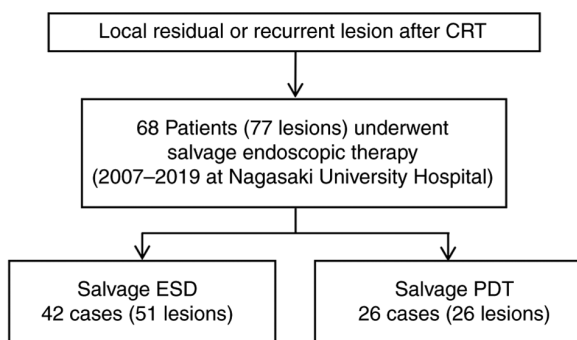 Local residual or recurrent lesion after CRT
68 Patients (77 lesions) underwent
salvage endoscopic therapy
(2007–2019 at Nagasaki University Hospital)
Salvage ESD
42 cases (51 lesions)
Salvage PDT
26 cases (26 lesions)